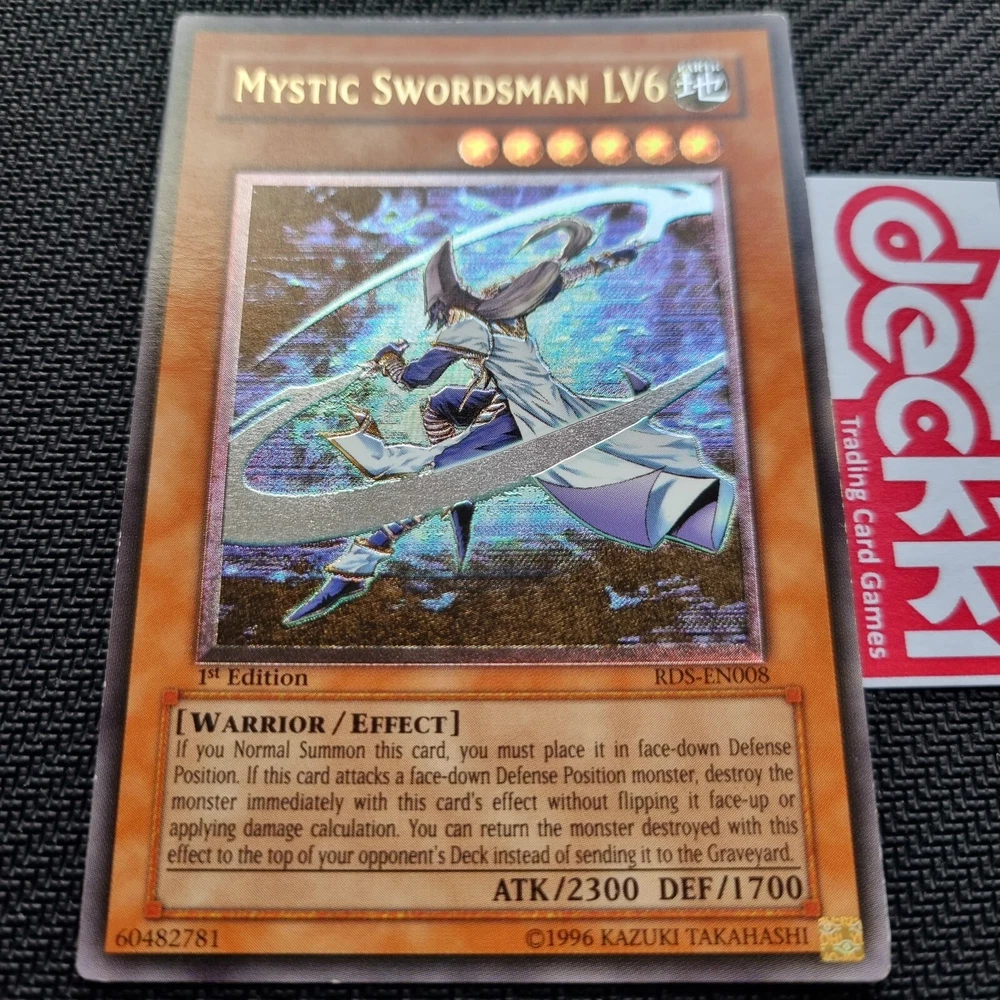 MYSTIC SWORDSMAN LV6
EARTH
地
1st Edition
RDS-EN008
[WARRIOR/EFFECT]
If you Normal Summon this card, you must place it in face-down Defense
Position. If this card attacks a face-down Defense Position monster, destroy the
monster immediately with this card's effect without flipping it face-up or
applying damage calculation. You can return the monster destroyed with this
effect to the top of your opponent's Deck instead of sending it to the Graveyard.
ATK/2300 DEF/1700
60482781
©1996 KAZUKI TAKAHASHI
dekki
Trading Card Games